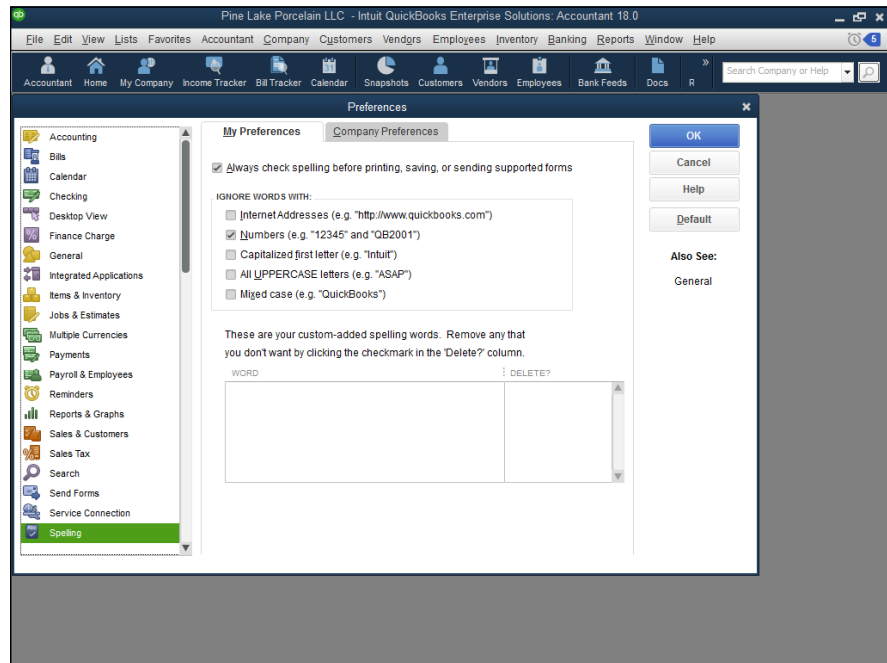 qb
Pine Lake Porcelain LLC - Intuit QuickBooks Enterprise Solutions: Accountant 18.0
File Edit View Lists Favorites Accountant Company Customers Vendors Employees Inventory Banking Reports Window Help 5
Accountant Home My Company Income Tracker Bill Tracker Calendar Snapshots Customers Vendors Employees Bank Feeds Docs R » Search Company or Help
Preferences
Accounting
Bills
Calendar
Checking
Desktop View
Finance Charge
General
Integrated Applications
Items & Inventory
Jobs & Estimates
Multiple Currencies
Payments
Payroll & Employees
Reminders
Reports & Graphs
Sales & Customers
Sales Tax
Search
Send Forms
Service Connection
Abc
Spelling
My Preferences Company Preferences
Always check spelling before printing, saving, or sending supported forms
IGNORE WORDS WITH:
Internet Addresses (e.g. "http://www.quickbooks.com")
Numbers (e.g. "12345" and "QB2001")
Capitalized first letter (e.g. "Intuit")
All UPPERCASE letters (e.g. "ASAP")
Mixed case (e.g. "QuickBooks")
These are your custom-added spelling words. Remove any that
you don't want by clicking the checkmark in the 'Delete?' column.
WORD DELETE?
OK
Cancel
Help
Default
Also See:
General